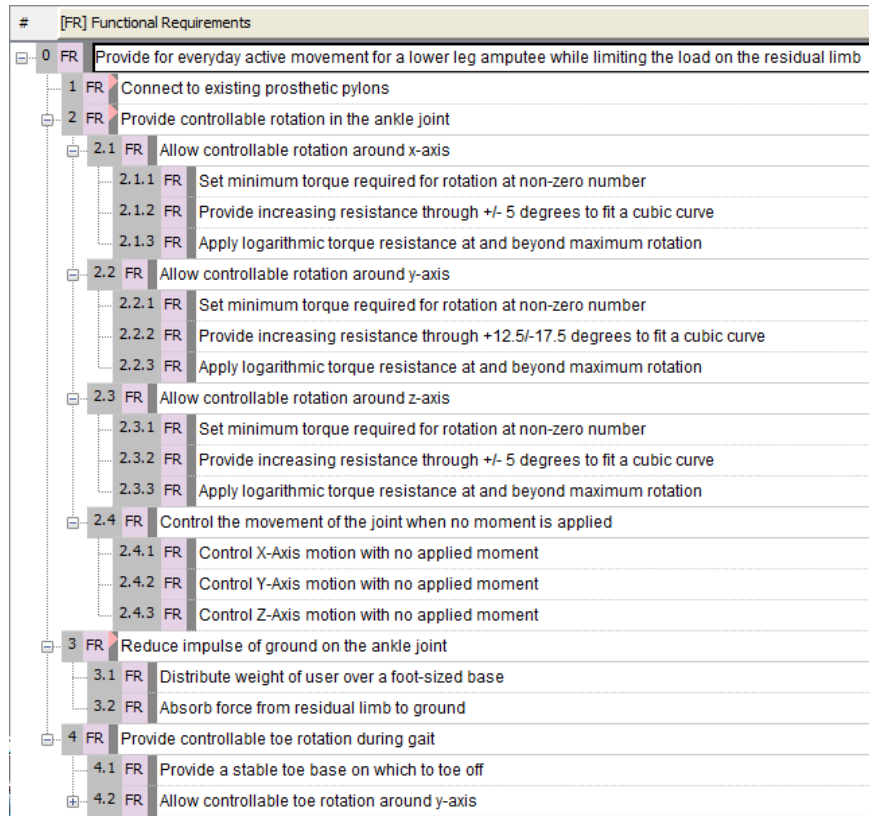 # [FR] Functional Requirements
0 FR Provide for everyday active movement for a lower leg amputee while limiting the load on the residual limb
1 FR Connect to existing prosthetic pylons
2 FR Provide controllable rotation in the ankle joint
2.1 FR Allow controllable rotation around x-axis
2.1.1 FR Set minimum torque required for rotation at non-zero number
2.1.2 FR Provide increasing resistance through +/- 5 degrees to fit a cubic curve
2.1.3 FR Apply logarithmic torque resistance at and beyond maximum rotation
2.2 FR Allow controllable rotation around y-axis
2.2.1 FR Set minimum torque required for rotation at non-zero number
2.2.2 FR Provide increasing resistance through +12.5/-17.5 degrees to fit a cubic curve
2.2.3 FR Apply logarithmic torque resistance at and beyond maximum rotation
2.3 FR Allow controllable rotation around z-axis
2.3.1 FR Set minimum torque required for rotation at non-zero number
2.3.2 FR Provide increasing resistance through +/- 5 degrees to fit a cubic curve
2.3.3 FR Apply logarithmic torque resistance at and beyond maximum rotation
2.4 FR Control the movement of the joint when no moment is applied
2.4.1 FR Control X-Axis motion with no applied moment
2.4.2 FR Control Y-Axis motion with no applied moment
2.4.3 FR Control Z-Axis motion with no applied moment
3 FR Reduce impulse of ground on the ankle joint
3.1 FR Distribute weight of user over a foot-sized base
3.2 FR Absorb force from residual limb to ground
4 FR Provide controllable toe rotation during gait
4.1 FR Provide a stable toe base on which to toe off
4.2 FR Allow controllable toe rotation around y-axis